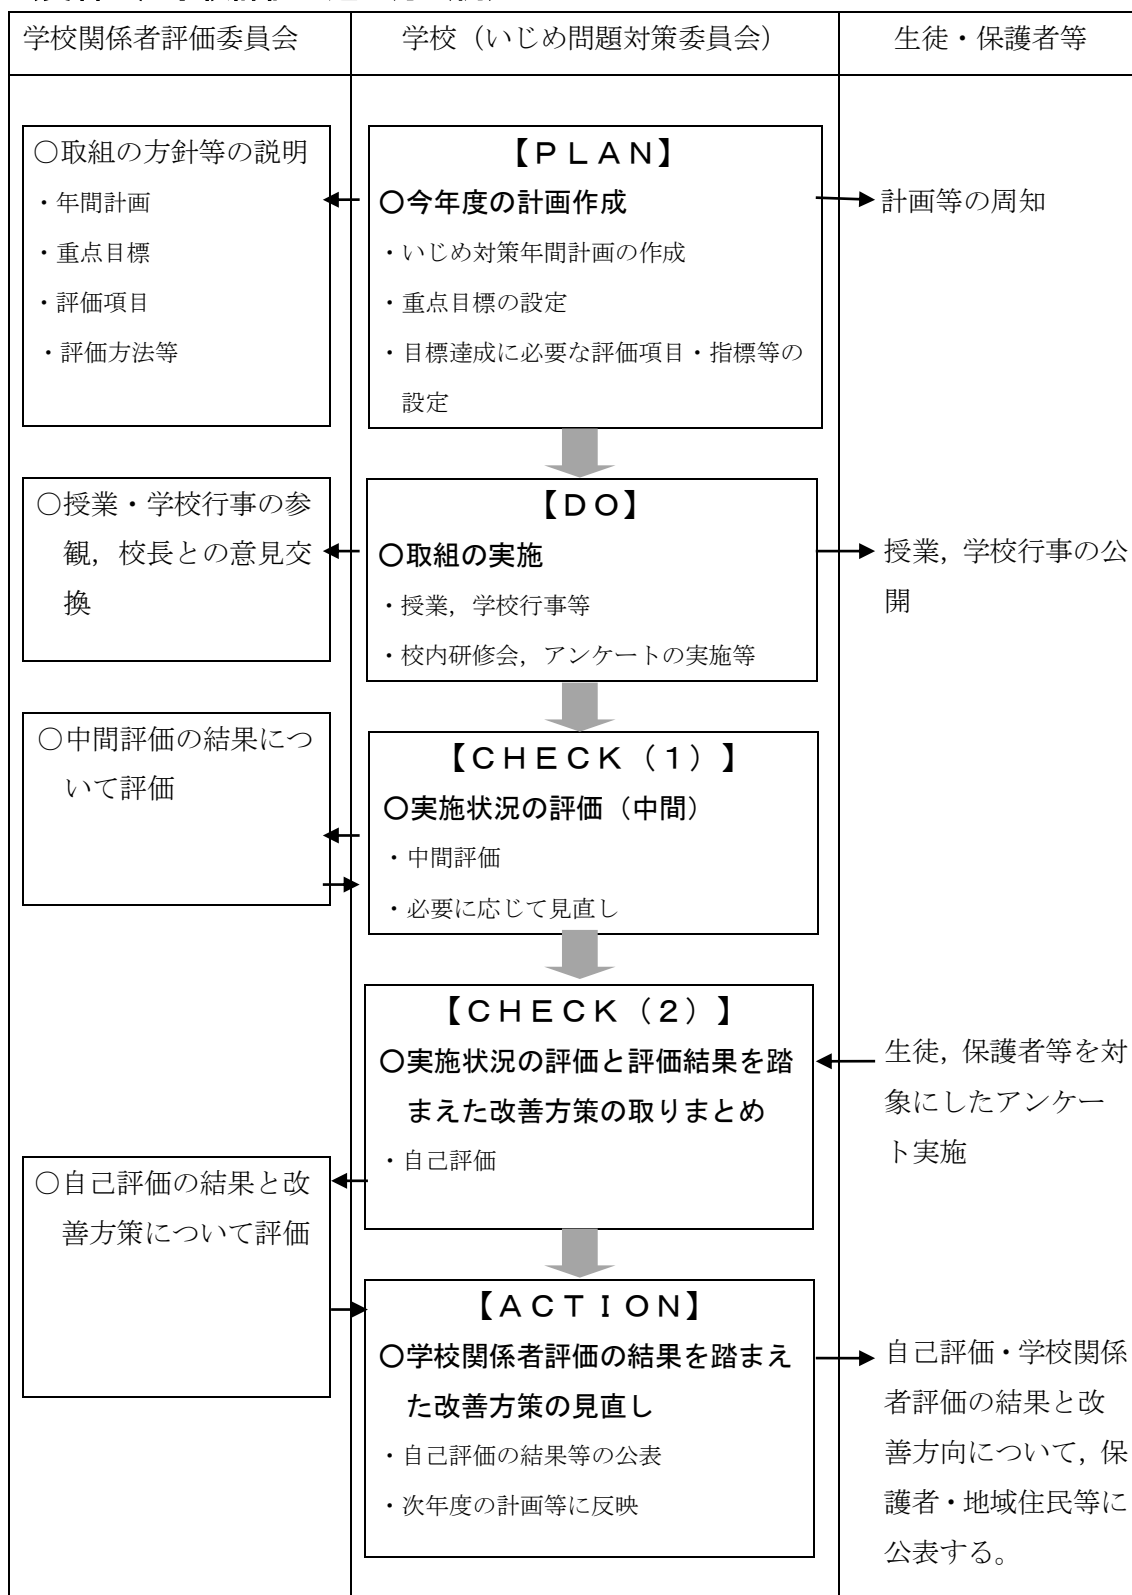 学校関係者評価委員会
学校（いじめ問題対策委員会）
生徒・保護者等
○取組の方針等の説明
・年間計画
・重点目標
・評価項目
・評価方法等
【ＰＬＡＮ】
○今年度の計画作成
・いじめ対策年間計画の作成
・重点目標の設定
・目標達成に必要な評価項目・指標等の
設定
計画等の周知
○授業・学校行事の参
観，校長との意見交
換
【ＤＯ】
○取組の実施
・授業，学校行事等
・校内研修会，アンケートの実施等
授業，学校行事の公
開
○中間評価の結果につ
いて評価
【ＣＨＥＣＫ（１）】
○実施状況の評価（中間）
・中間評価
・必要に応じて見直し
【ＣＨＥＣＫ（２）】
○実施状況の評価と評価結果を踏
まえた改善方策の取りまとめ
・自己評価
生徒，保護者等を対
象にしたアンケー
ト実施
○自己評価の結果と改
善方策について評価
【ＡＣＴＩＯＮ】
○学校関係者評価の結果を踏まえ
た改善方策の見直し
・自己評価の結果等の公表
・次年度の計画等に反映
自己評価・学校関係
者評価の結果と改
善方向について，保
護者・地域住民等に
公表する。